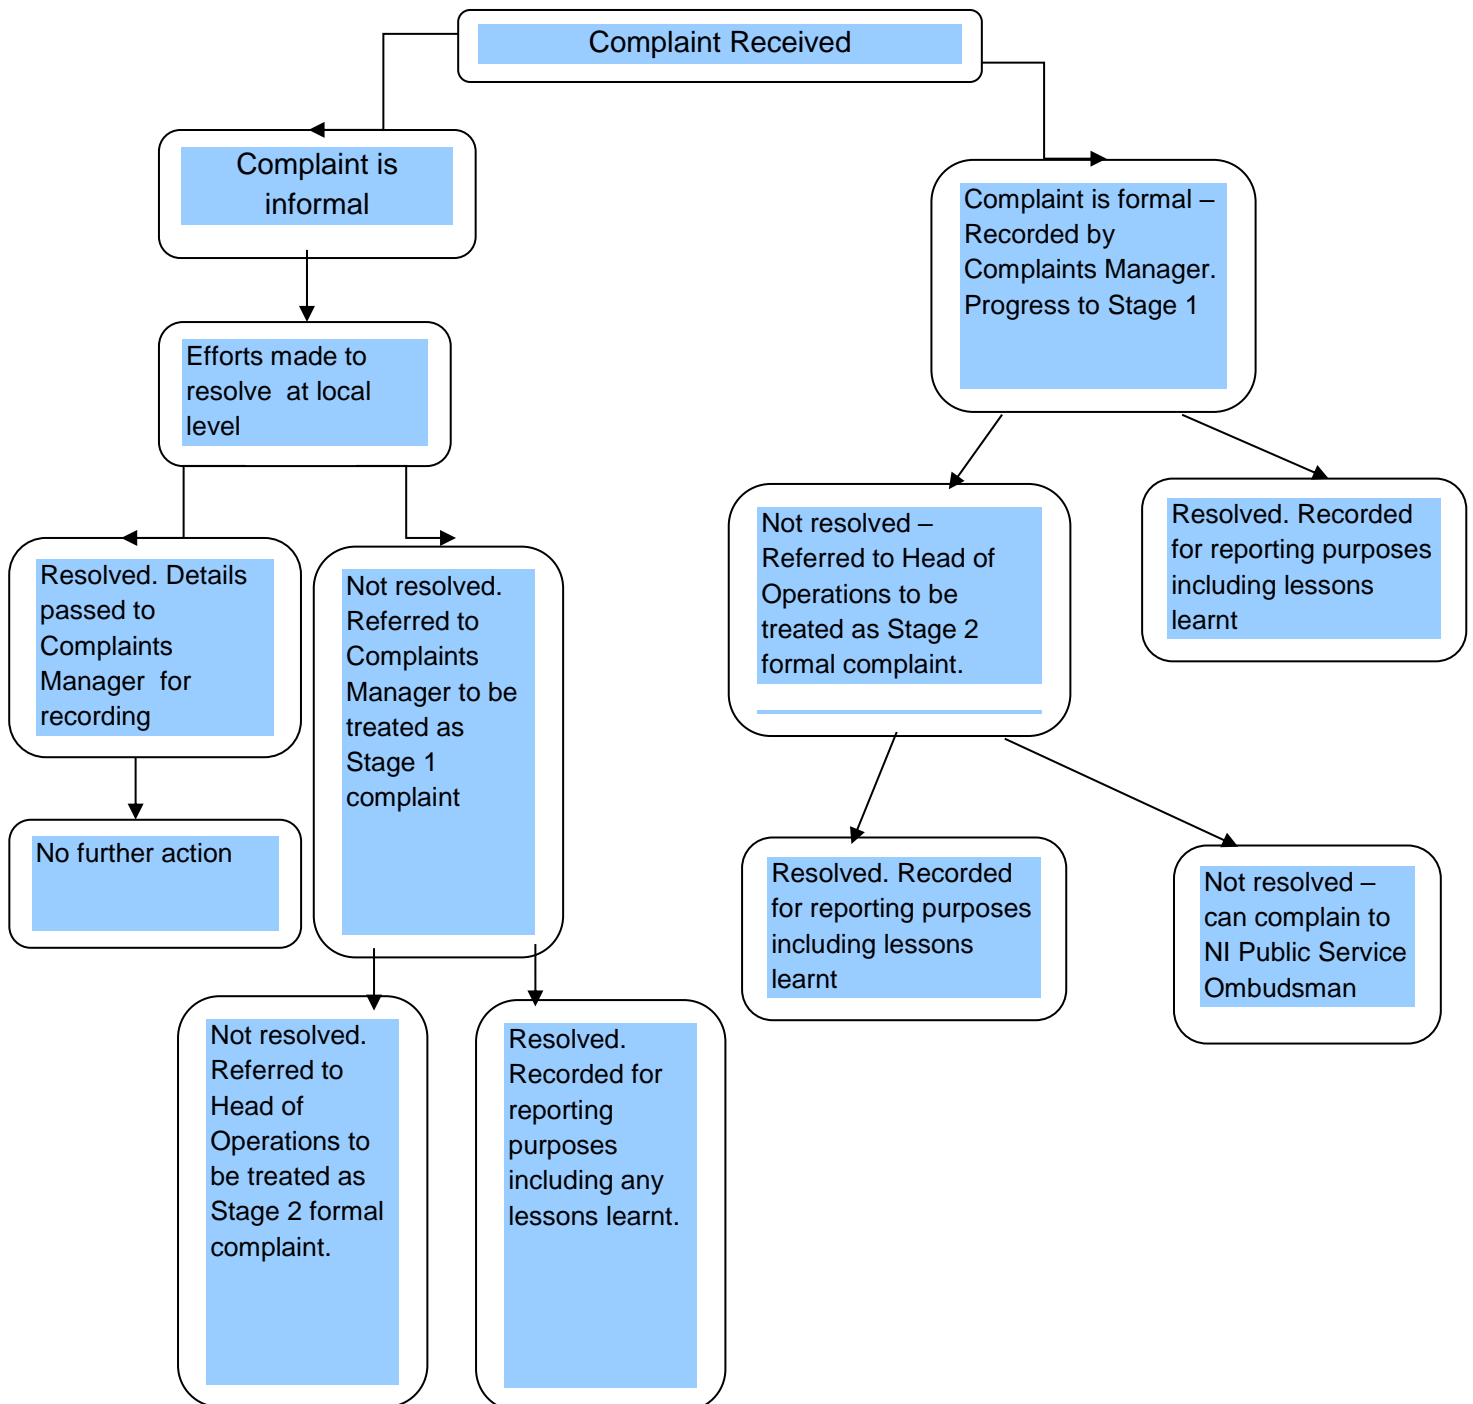 Complaint Received
Complaint is
informal
Complaint is formal –
Recorded by
Complaints Manager.
Progress to Stage 1
Efforts made to
resolve  at local
level
Resolved. Details
passed to
Complaints
Manager  for
recording
Not resolved.
Referred to
Complaints
Manager to be
treated as
Stage 1
complaint
Not resolved –
Referred to Head of
Operations to be
treated as Stage 2
formal complaint.
Resolved. Recorded
for reporting purposes
including lessons
learnt
No further action
Resolved. Recorded
for reporting purposes
including lessons
learnt
Not resolved –
can complain to
NI Public Service
Ombudsman
Not resolved.
Referred to
Head of
Operations to
be treated as
Stage 2 formal
complaint.
Resolved.
Recorded for
reporting
purposes
including any
lessons learnt.